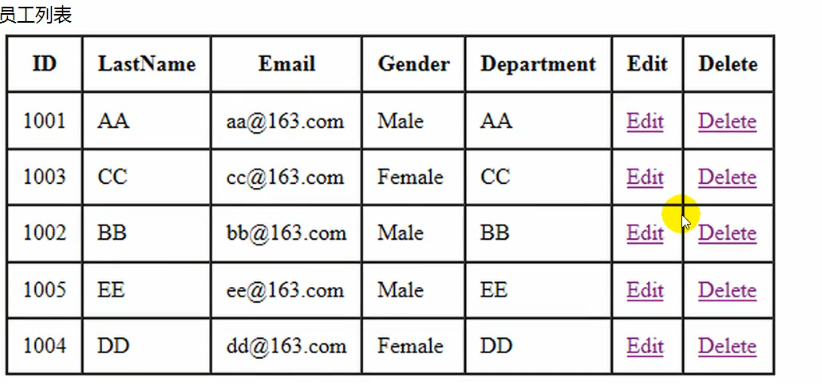 员工列表
ID LastName Email Gender Department Edit Delete
1001 AA aa@163.com Male AA Edit Delete
1003 CC cc@163.com Female CC Edit Delete
1002 BB bb@163.com Male BB Edit Delete
1005 EE ee@163.com Male EE Edit Delete
1004 DD dd@163.com Female DD Edit Delete